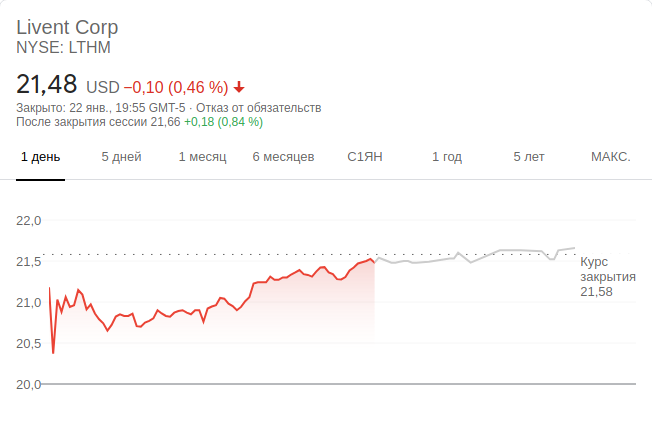 Livent Corp
NYSE: LTHM
21,48 USD −0,10 (0,46 %)
Закрыто: 22 янв., 19:55 GMT-5 · Отказ от обязательств
После закрытия сессии 21,66 +0,18 (0,84 %)
1 день 5 дней 1 месяц 6 месяцев С1ЯН 1 год 5 лет МАКС.
22,0
21,5
Курс
закрытия
21,58
21,0
20,5
20,0